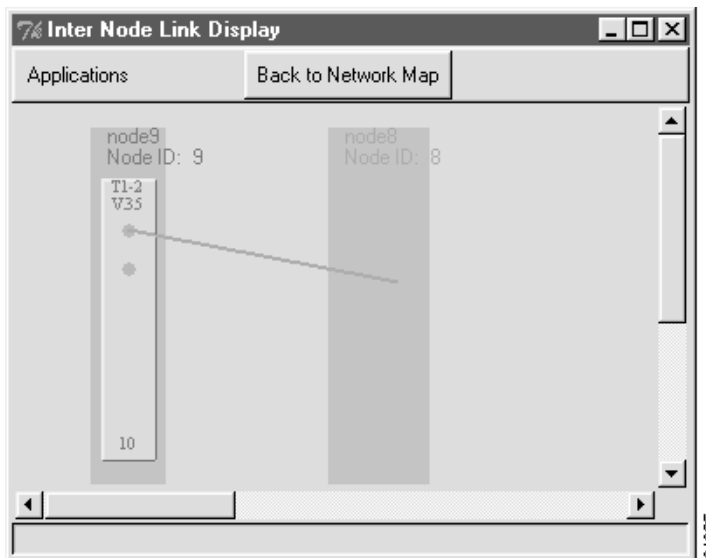 Inter Node Link Display
Applications
Back to Network Map
node9
Node ID: 9
node8
Node ID: 8
T1-2
V35
10